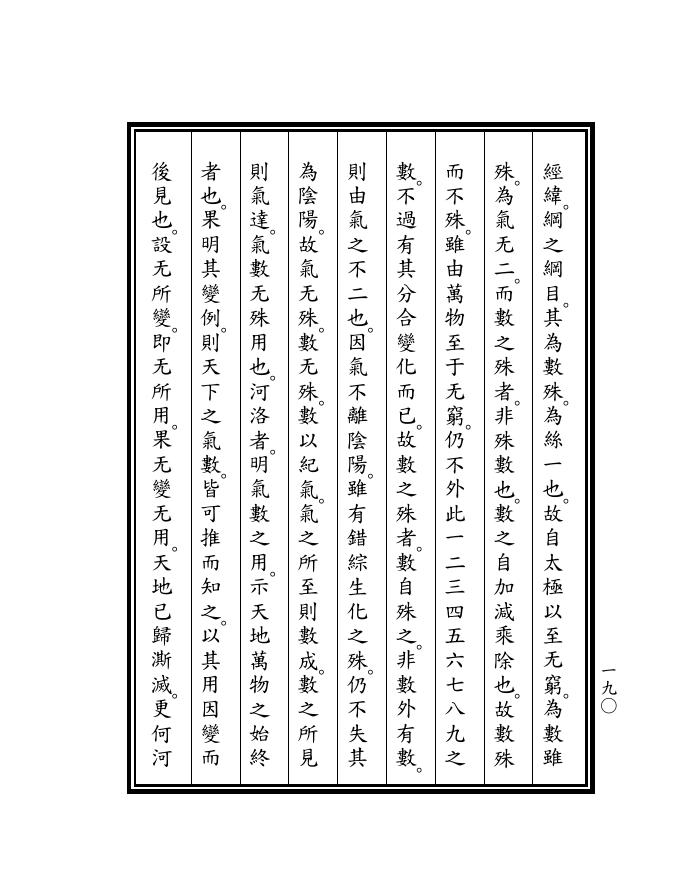 經緯。綱之綱目。其為數殊。為絲一也。故自太極以至无窮。為數雖
殊。為氣无二。而數之殊者。非殊數也。數之自加減乘除也。故數殊
而不殊。雖由萬物至于无窮。仍不外此一二三四五六七八九之
數。不過有其分合變化而已。故數之殊者。數自殊之。非數外有數。
則由氣之不二也。因氣不離陰陽。雖有錯綜生化之殊。仍不失其
為陰陽。故氣无殊。數无殊。數以紀氣。氣之所至則數成。數之所見
則氣達。氣數无殊用也。河洛者。明氣數之用。示天地萬物之始終
者也。果明其變例。則天下之氣數。皆可推而知之。以其用因變而
後見也。設无所變。即无所用。果无變无用。天地已歸澌滅。更何河
一九〇